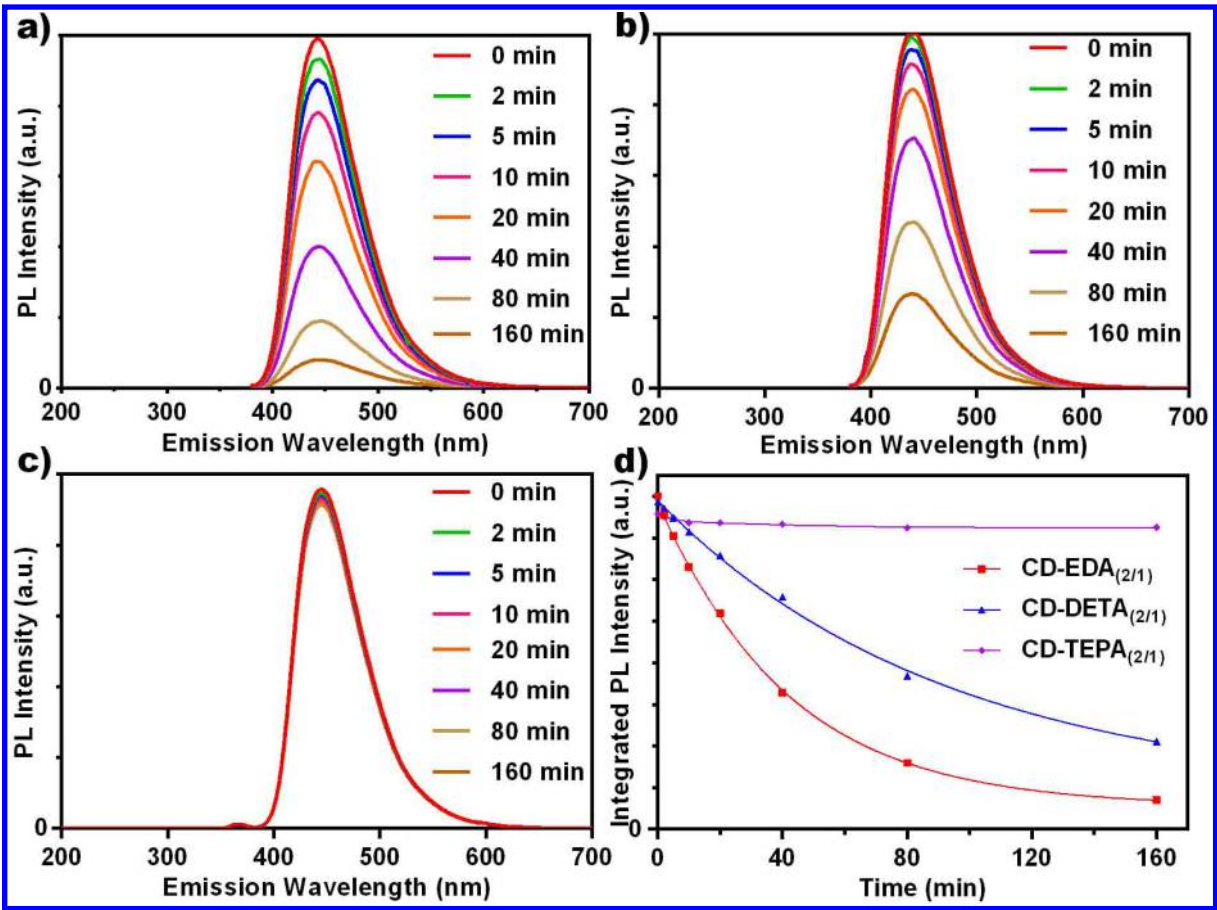 a)
PL Intensity (a.u.)
0 min
2 min
5 min
10 min
20 min
40 min
80 min
160 min
0
200 300 400 500 600 700
Emission Wavelength (nm)
b)
PL Intensity (a.u.)
0 min
2 min
5 min
10 min
20 min
40 min
80 min
160 min
0
200 300 400 500 600 700
Emission Wavelength (nm)
c)
PL Intensity (a.u.)
0 min
2 min
5 min
10 min
20 min
40 min
80 min
160 min
0
200 300 400 500 600 700
Emission Wavelength (nm)
d)
Integrated PL Intensity (a.u.)
CD-EDA(2/1)
CD-DETA(2/1)
CD-TEPA(2/1)
0
0 40 80 120 160
Time (min)